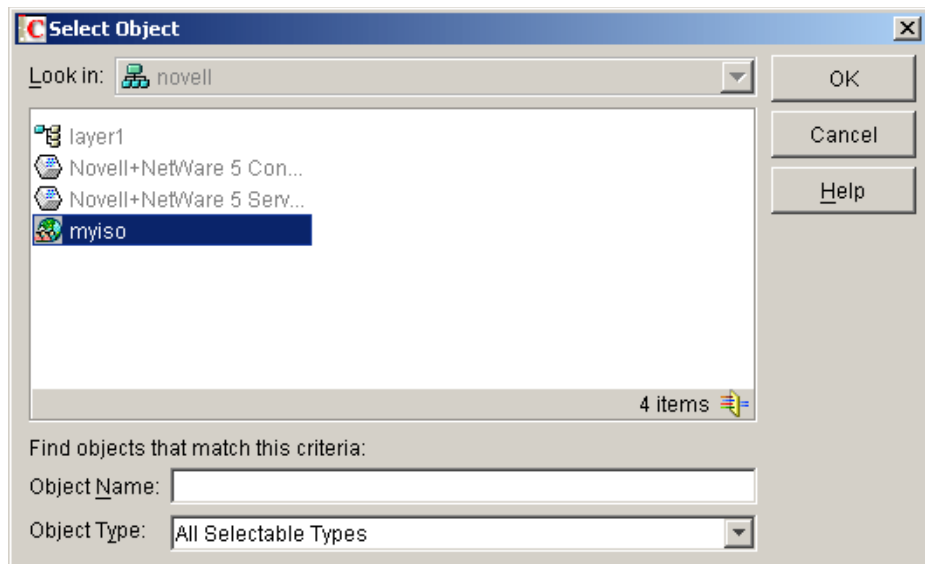 Select Object
Look in: novell
OK
layer1
Cancel
Novell+NetWare 5 Con...
Novell+NetWare 5 Serv...
Help
myiso
4 items
Find objects that match this criteria:
Object Name:
Object Type: All Selectable Types